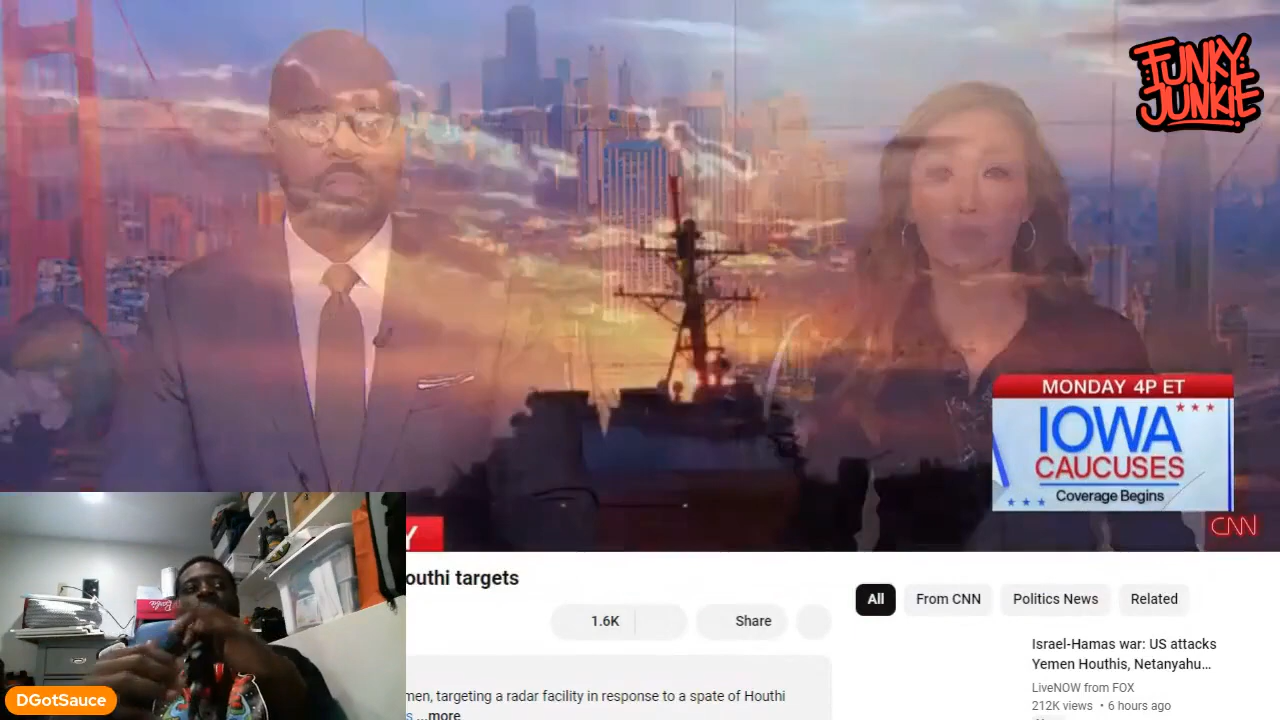 FUNKY
JUNKIE
MONDAY 4P ET
IOWA
CAUCUSES
Coverage Begins
CNN
Y
outhi targets
1.6K
Share
All
From CNN
Politics News
Related
Israel-Hamas war: US attacks
Yemen Houthis, Netanyahu...
LiveNOW from FOX
212K views • 6 hours ago
men, targeting a radar facility in response to a spate of Houthi
s ...more
Barbie
DGotSauce